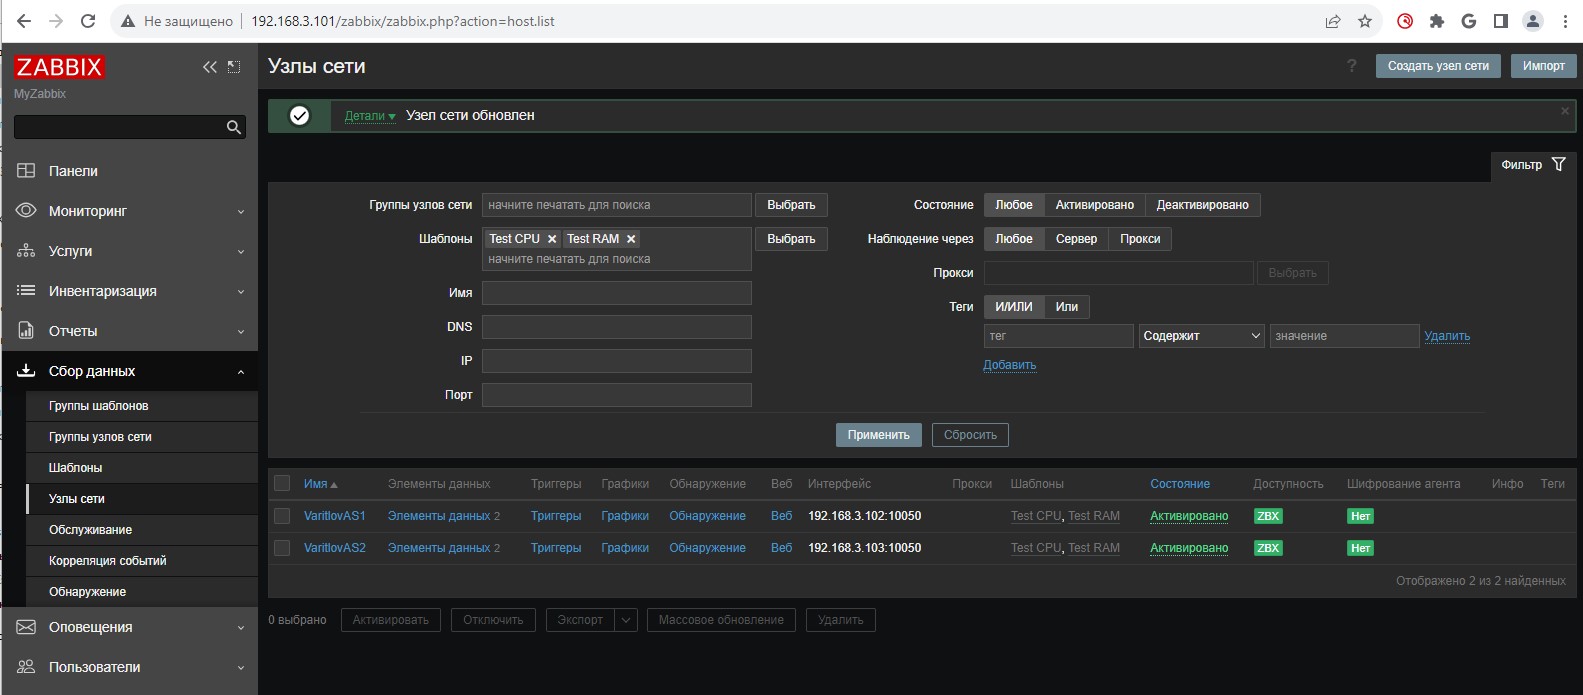 Не защищено 192.168.3.101/zabbix/zabbix.php?action=host.list
ZABBIX
MyZabbix
Панели
Мониторинг
Услуги
Инвентаризация
Отчеты
Сбор данных
Группы шаблонов
Группы узлов сети
Шаблоны
Узлы сети
Обслуживание
Корреляция событий
Обнаружение
Оповещения
Пользователи
Узлы сети
? Создать узел сети Импорт
Детали Узел сети обновлен
Фильтр
Группы узлов сети начните печатать для поиска Выбрать
Шаблоны Test CPU Test RAM Выбрать
начните печатать для поиска
Имя
DNS
IP
Порт
Состояние Любое Активировано Деактивировано
Наблюдение через Любое Сервер Прокси
Прокси Выбрать
Теги И/ИЛИ Или
тег Содержит значение Удалить
Добавить
Применить Сбросить
Имя Элементы данных Триггеры Графики Обнаружение Веб Интерфейс Прокси Шаблоны Состояние Доступность Шифрование агента Инфо Теги
VaritlovAS1 Элементы данных 2 Триггеры Графики Обнаружение Веб 192.168.3.102:10050 Test CPU, Test RAM Активировано ZBX Нет
VaritlovAS2 Элементы данных 2 Триггеры Графики Обнаружение Веб 192.168.3.103:10050 Test CPU, Test RAM Активировано ZBX Нет
Отображено 2 из 2 найденных
0 выбрано Активировать Отключить Экспорт Массовое обновление Удалить